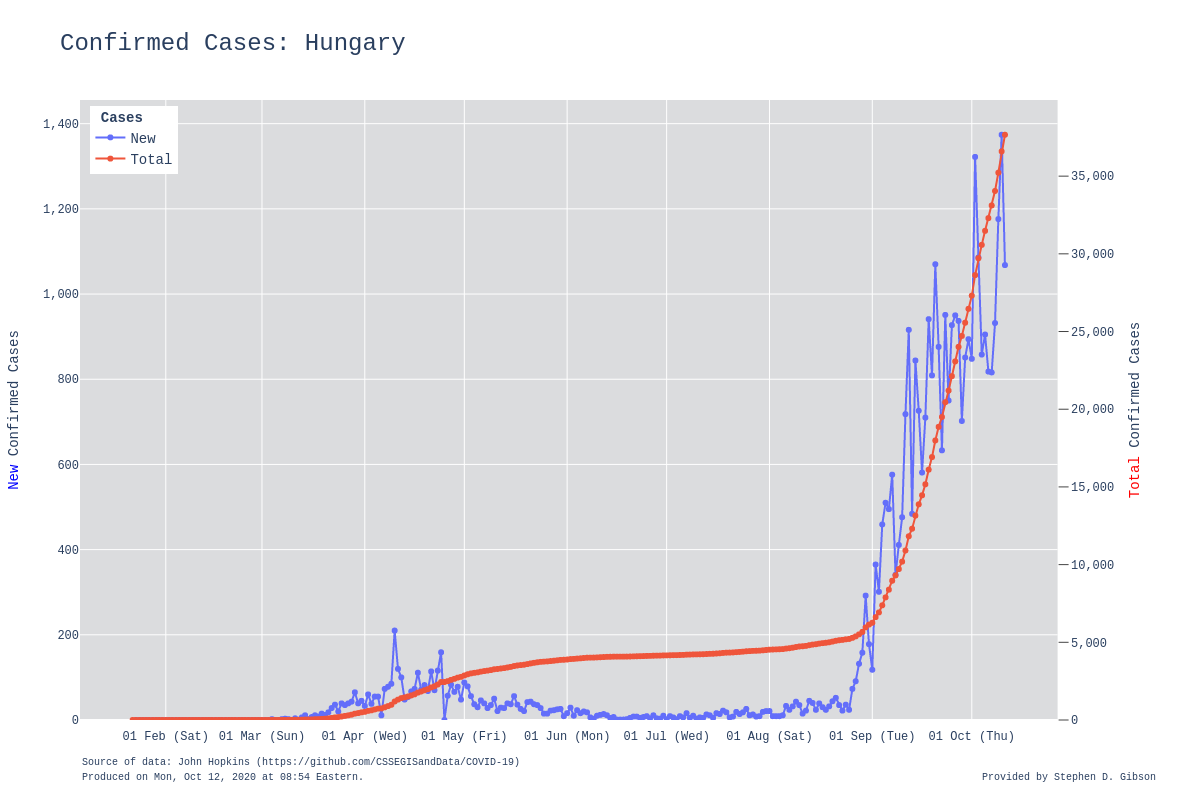 Confirmed Cases: Hungary
Cases
New
Total
1,400
1,200
1,000
800
600
400
200
0
New Confirmed Cases
35,000
30,000
25,000
20,000
15,000
10,000
5,000
0
Total Confirmed Cases
01 Feb (Sat) 01 Mar (Sun) 01 Apr (Wed) 01 May (Fri) 01 Jun (Mon) 01 Jul (Wed) 01 Aug (Sat) 01 Sep (Tue) 01 Oct (Thu)
Source of data: John Hopkins (https://github.com/CSSEGISandData/COVID-19)
Produced on Mon, Oct 12, 2020 at 08:54 Eastern.
Provided by Stephen D. Gibson